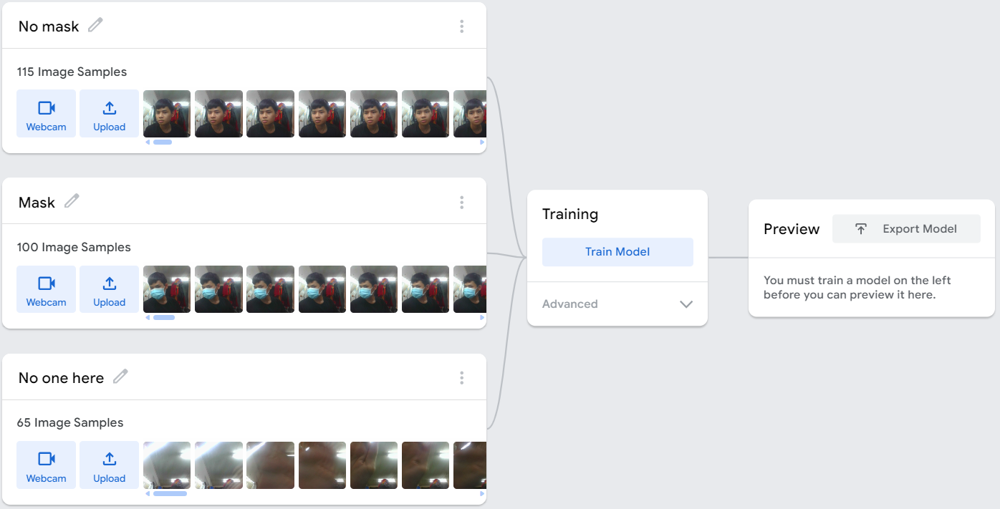 No mask
115 Image Samples
Webcam
Upload
Mask
100 Image Samples
Webcam
Upload
No one here
65 Image Samples
Webcam
Upload
Training
Train Model
Advanced
Preview
Export Model
You must train a model on the left
before you can preview it here.